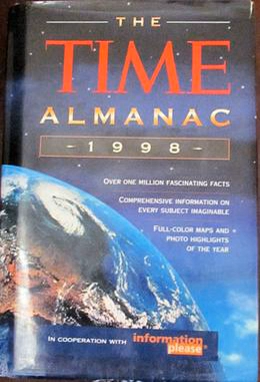 THE
TIME
ALMANAC
- 1998 -
OVER ONE MILLION FASCINATING FACTS
COMPREHENSIVE INFORMATION ON
EVERY SUBJECT IMAGINABLE
FULL-COLOR MAPS AND
PHOTO HIGHLIGHTS
OF THE YEAR
IN COOPERATION WITH information
please®